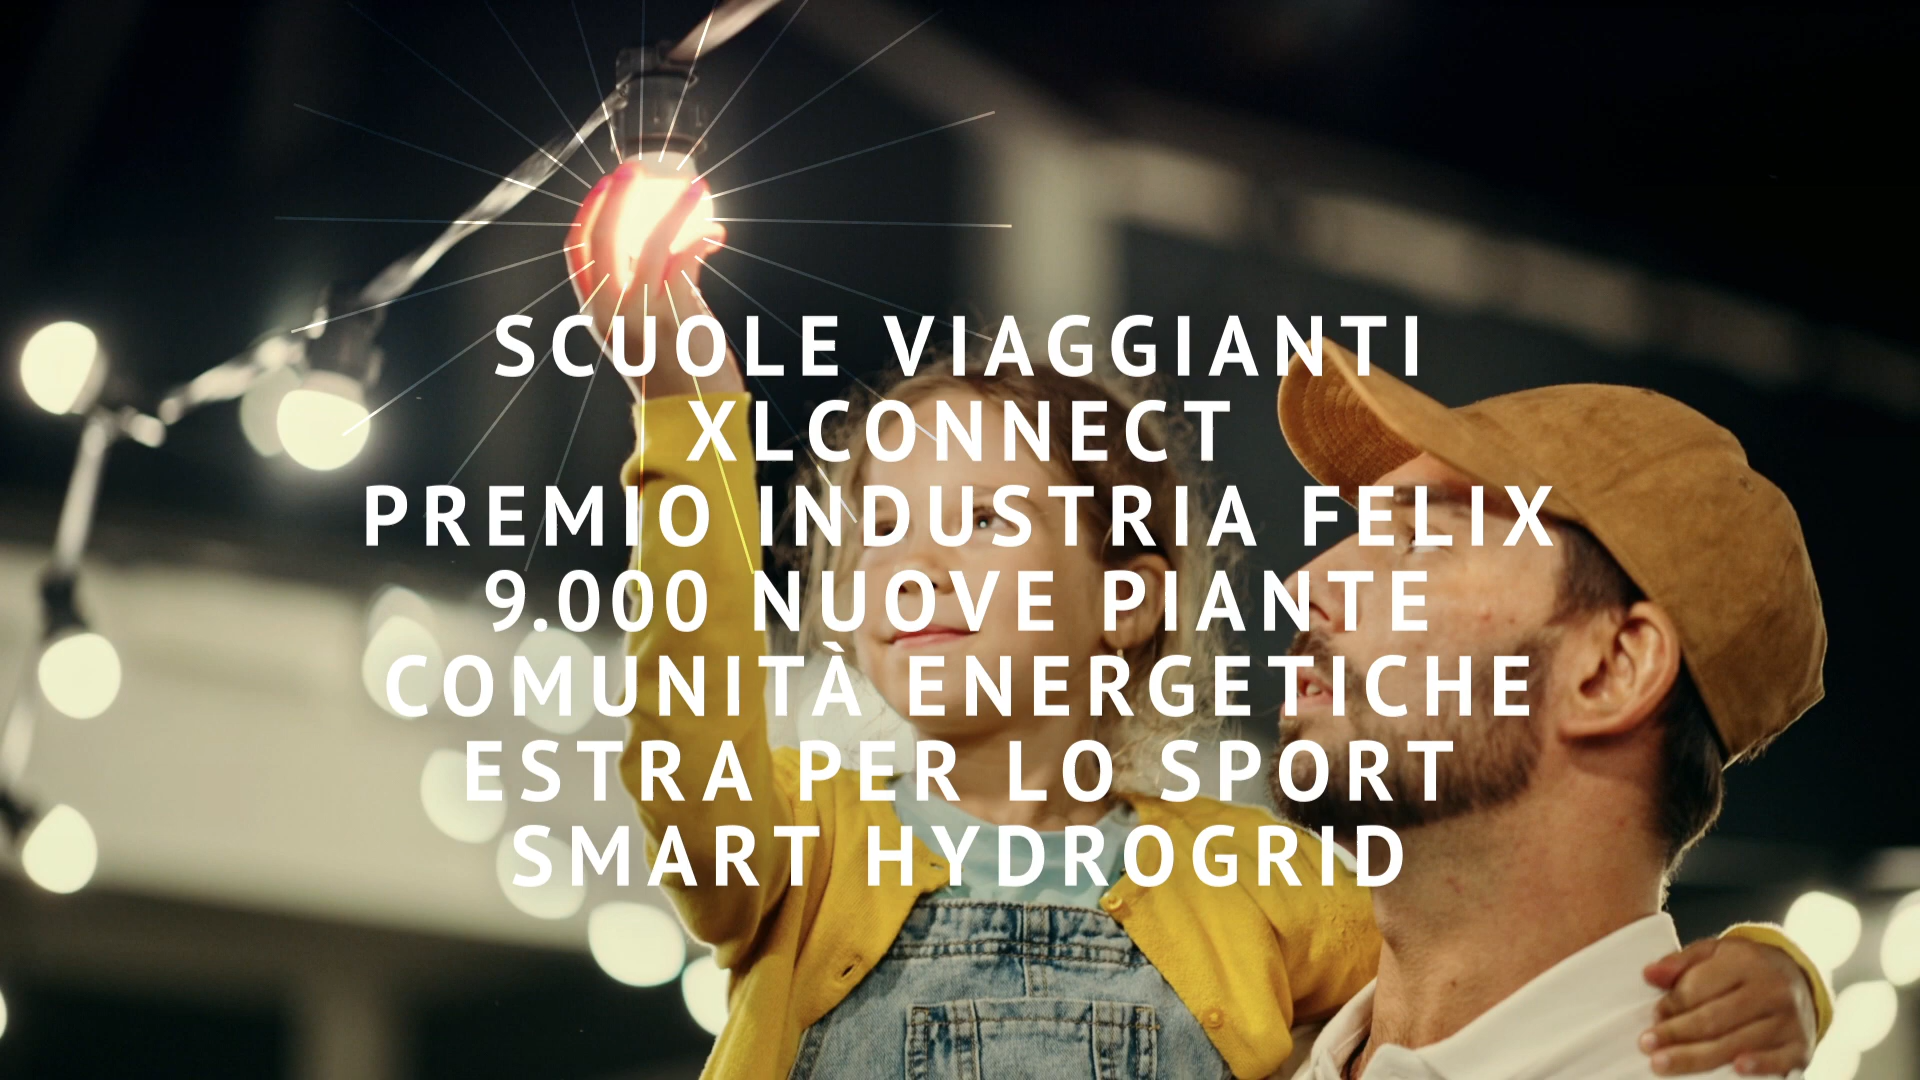 SCUOLE VIAGGIANTI
XLCONNECT
PREMIO INDUSTRIA FELIX
9.000 NUOVE PIANTE
COMUNITÀ ENERGETICHE
ESTRA PER LO SPORT
SMART HYDROGRID